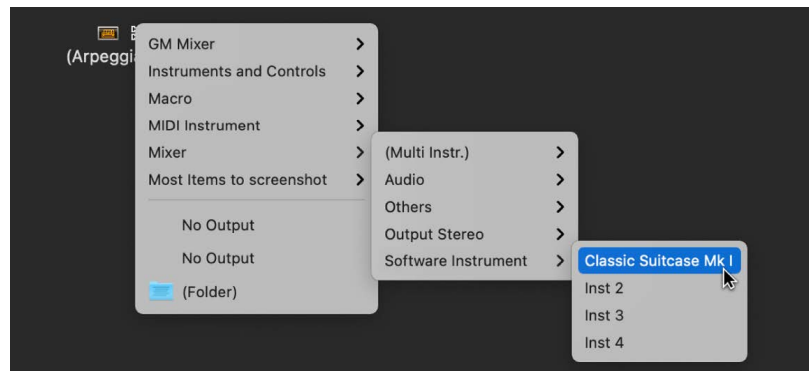 (Arpeggi
GM Mixer
Instruments and Controls
Macro
MIDI Instrument
Mixer
Most Items to screenshot
No Output
No Output
(Folder)
(Multi Instr.)
Audio
Others
Output Stereo
Software Instrument
Classic Suitcase Mk I
Inst 2
Inst 3
Inst 4